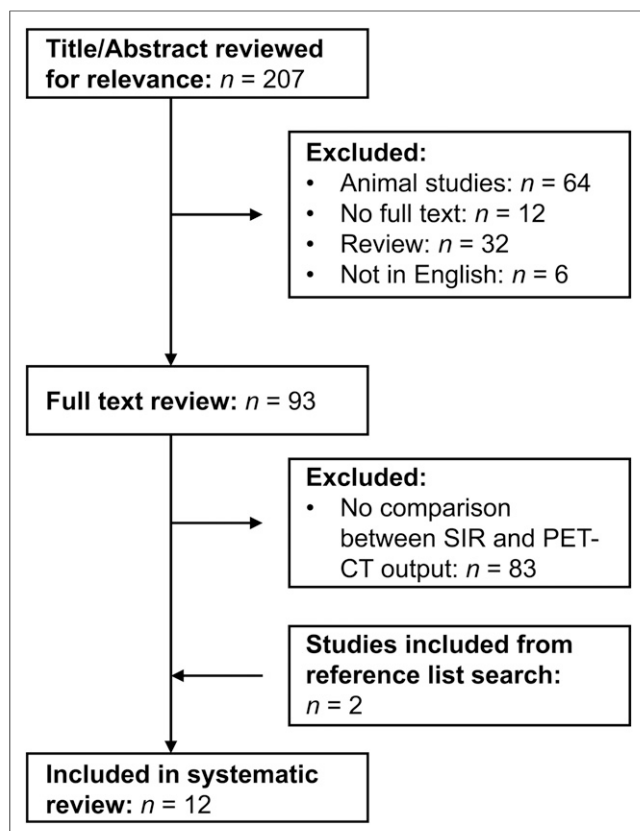 Title/Abstract reviewed
for relevance: n = 207
Excluded:
• Animal studies: n = 64
• No full text: n = 12
• Review: n = 32
• Not in English: n = 6
Full text review: n = 93
Excluded:
• No comparison
between SIR and PET-
CT output: n = 83
Studies included from
reference list search:
n = 2
Included in systematic
review: n = 12